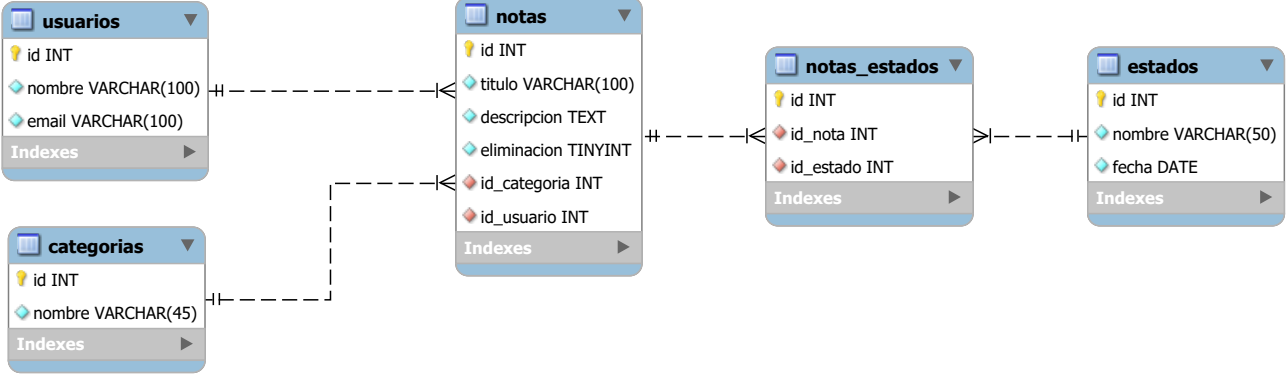 usuarios
id INT
nombre VARCHAR(100)
email VARCHAR(100)
Indexes
categorias
id INT
nombre VARCHAR(45)
Indexes
notas
id INT
titulo VARCHAR(100)
descripcion TEXT
eliminacion TINYINT
id_categoria INT
id_usuario INT
Indexes
notas_estados
id INT
id_nota INT
id_estado INT
Indexes
estados
id INT
nombre VARCHAR(50)
fecha DATE
Indexes